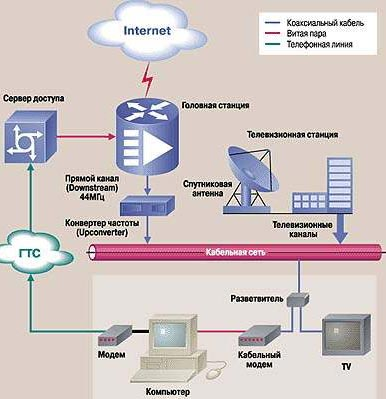 Internet
Коаксиальный кабель
Витая пара
Телефонная линия
Сервер доступа
Головная станция
Телевизионная станция
Прямой канал
(Downstream)
44МГц
Спутниковая
антенна
Конвертер частоты
(Upconverter)
Телевизионные
каналы
ГТС
Кабельная сеть
Разветвитель
Модем
Кабельный
модем
TV
Компьютер